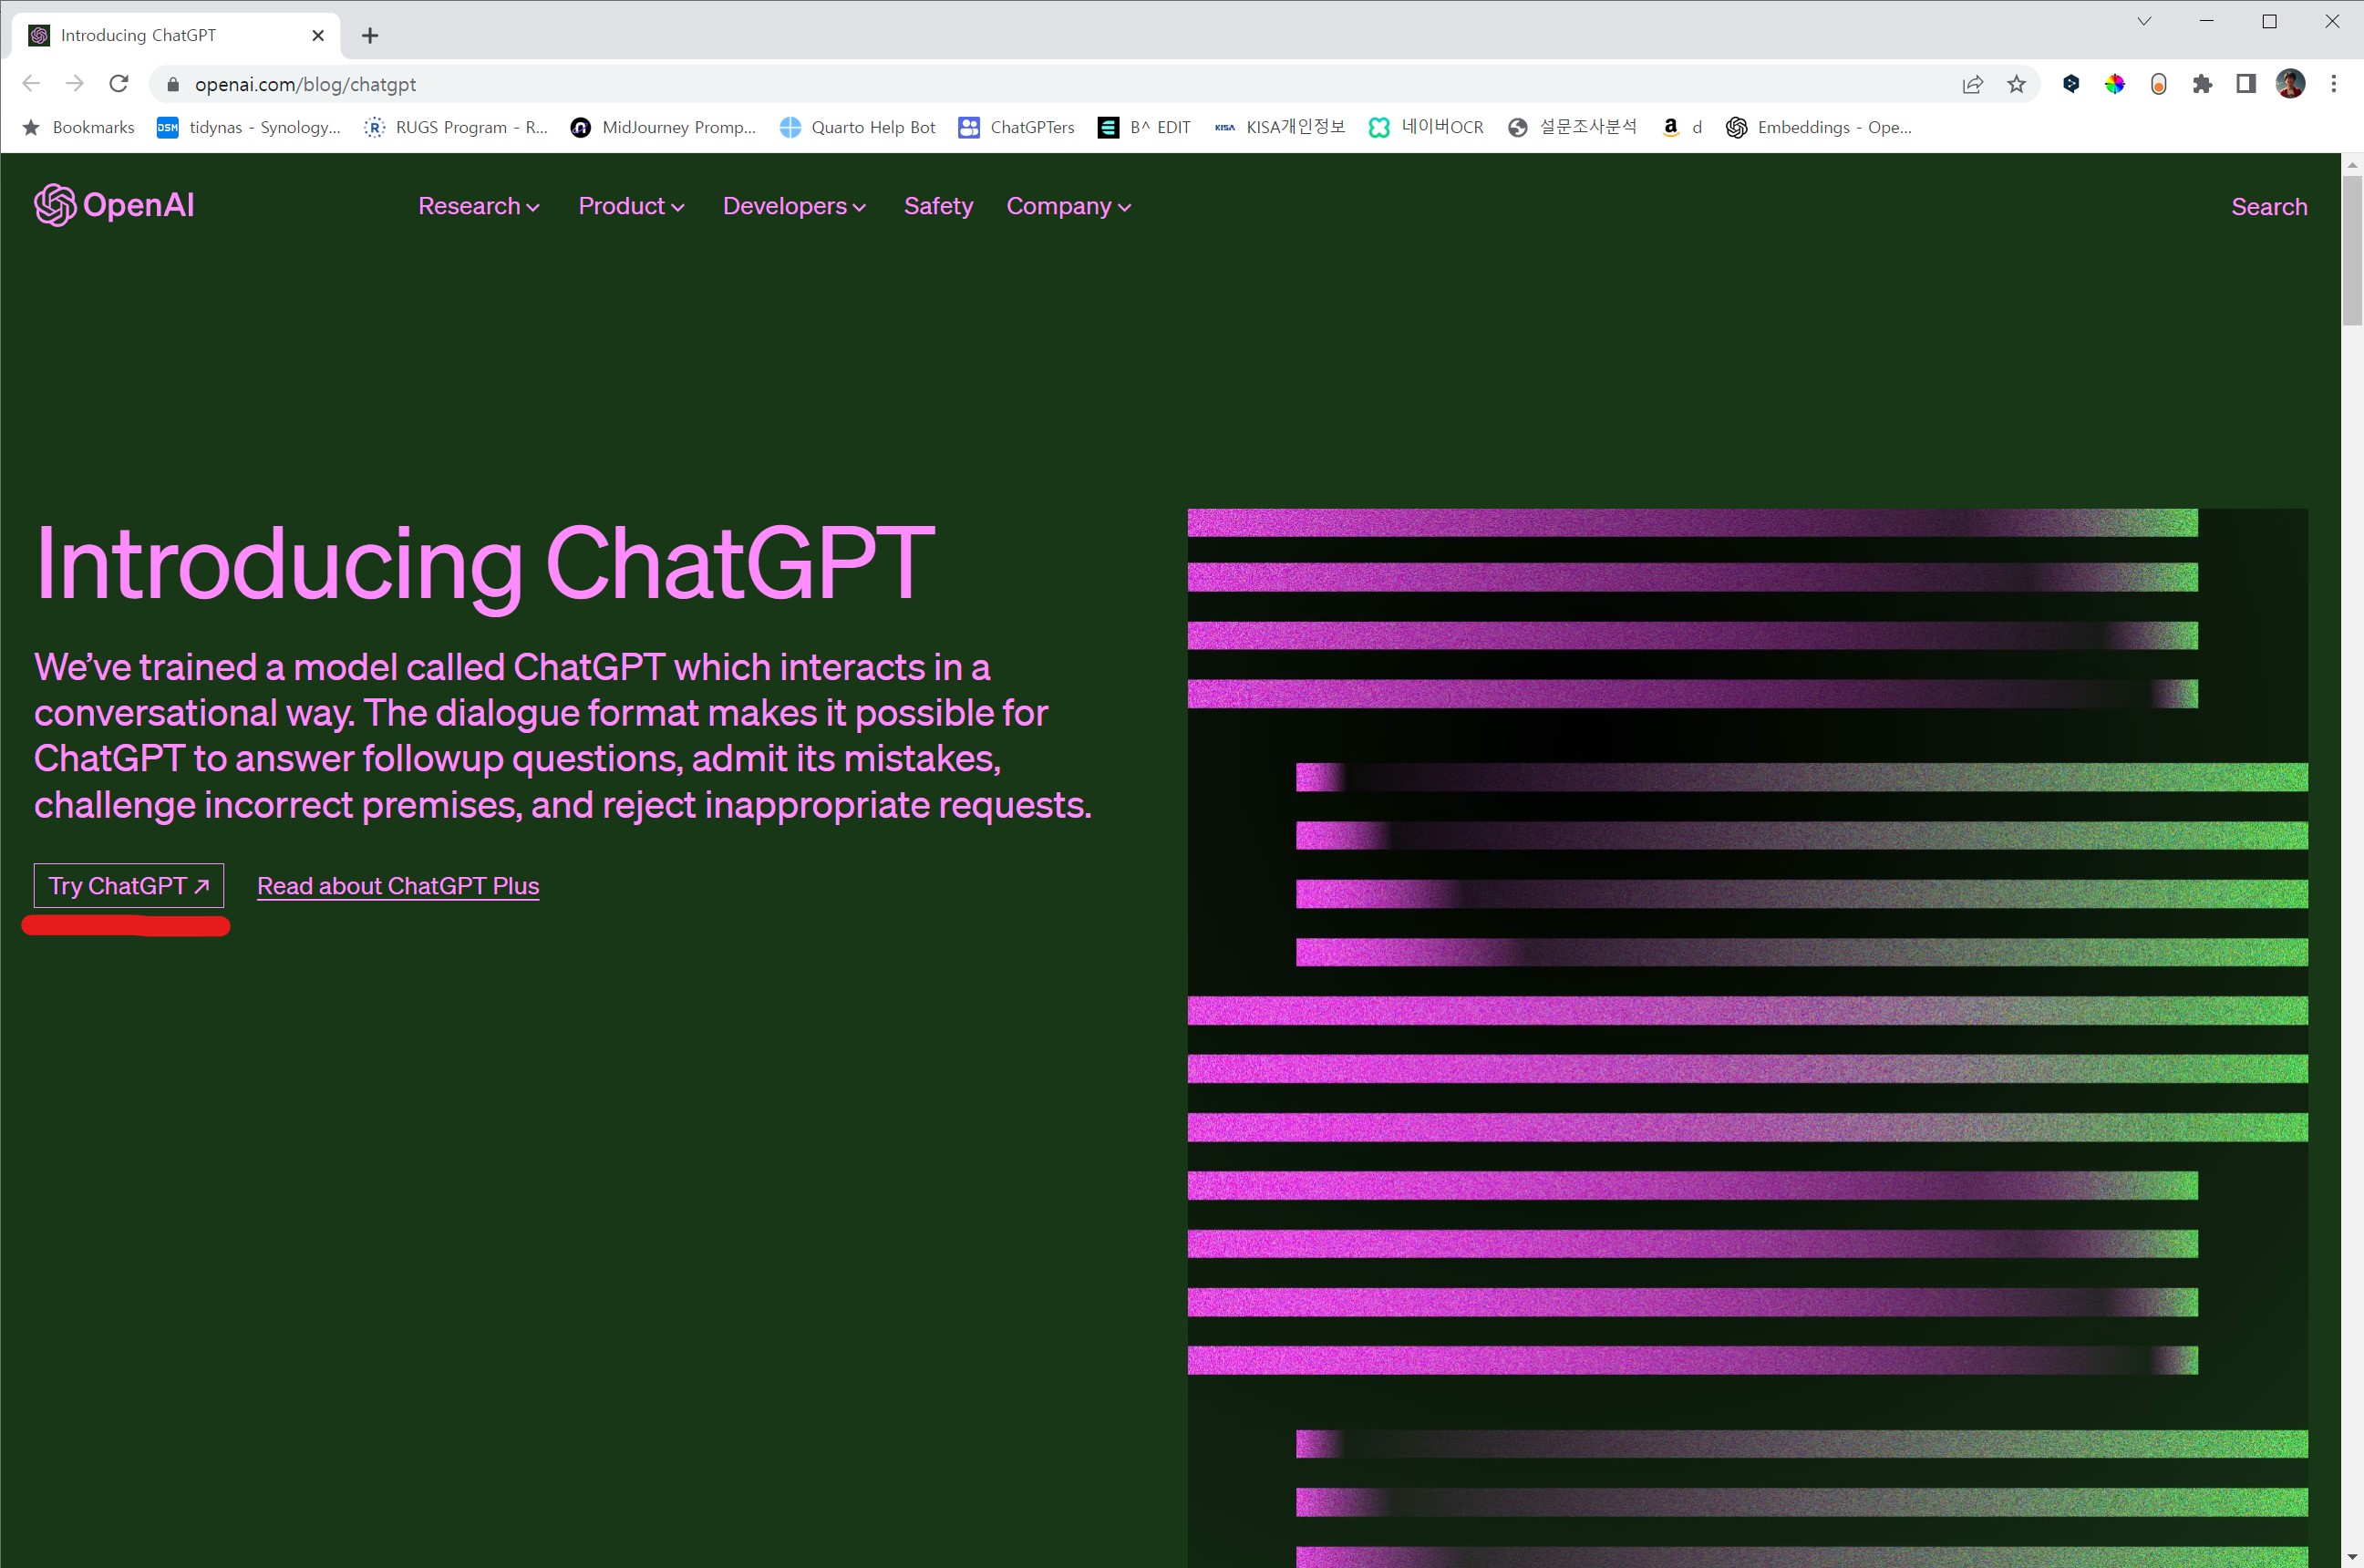 Introducing ChatGPT
openai.com/blog/chatgpt
Bookmarks DSM tidynas - Synology... R RUGS Program - R... MidJourney Promp... Quarto Help Bot ChatGPTers B^ EDIT KISA KISA개인정보 네이버OCR 설문조사분석 a d Embeddings - Ope...
OpenAI Research Product Developers Safety Company Search
Introducing ChatGPT
We’ve trained a model called ChatGPT which interacts in a
conversational way. The dialogue format makes it possible for
ChatGPT to answer followup questions, admit its mistakes,
challenge incorrect premises, and reject inappropriate requests.
Try ChatGPT ↗ Read about ChatGPT Plus